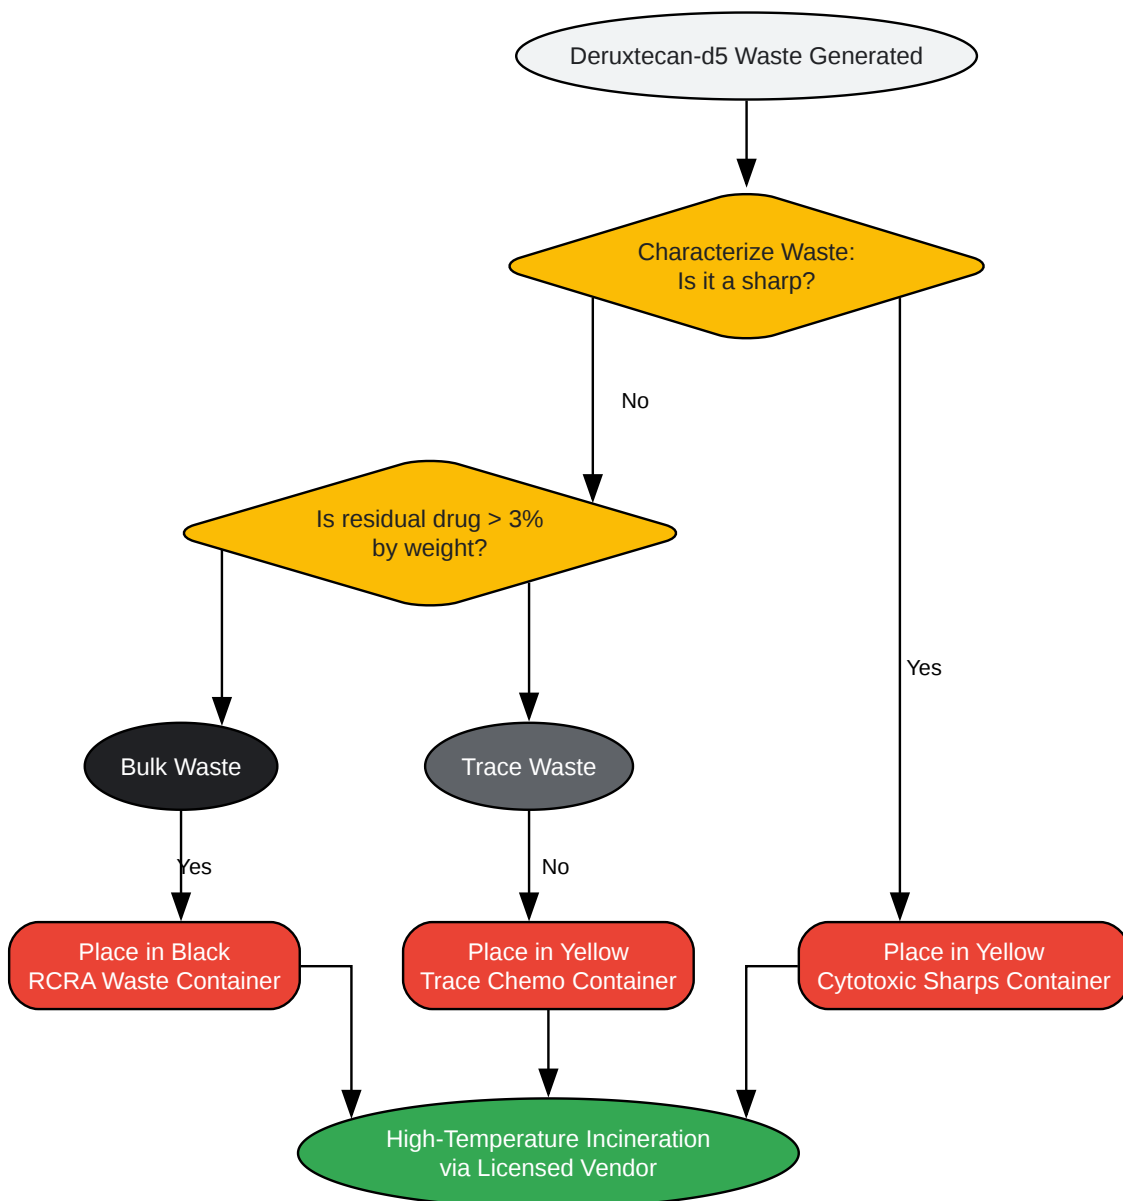 Deruxtecan-d5 Waste Generated
Characterize Waste:
Is it a sharp?
No
Is residual drug > 3%
by weight?
Yes
Bulk Waste
Trace Waste
Yes
No
Place in Black
RCRA Waste Container
Place in Yellow
Trace Chemo Container
Place in Yellow
Cytotoxic Sharps Container
High-Temperature Incineration
via Licensed Vendor